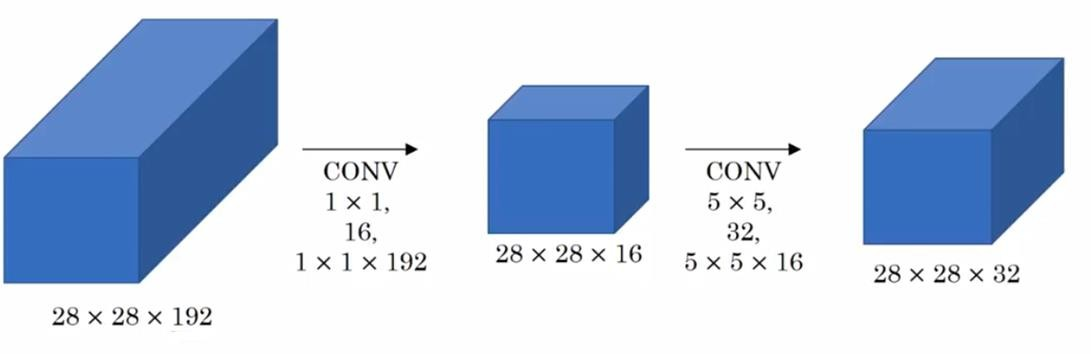 28 × 28 × 192
CONV
1 × 1,
16,
1 × 1 × 192
28 × 28 × 16
CONV
5 × 5,
32,
5 × 5 × 16
28 × 28 × 32